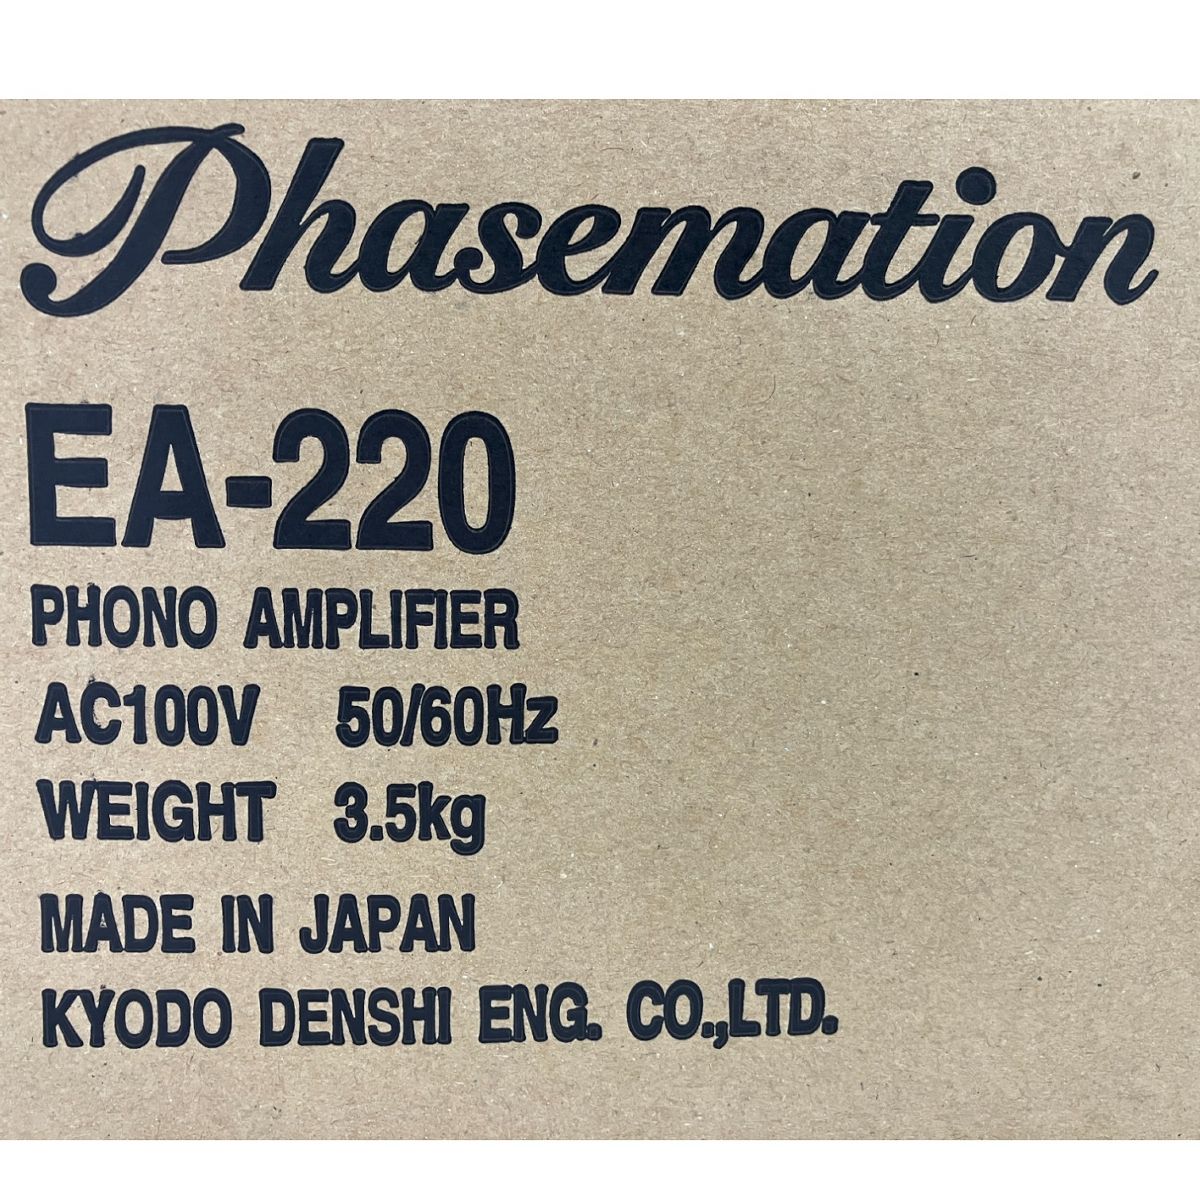 Phasemation
EA-220
PHONO AMPLIFIER
AC100V 50/60Hz
WEIGHT 3.5kg
MADE IN JAPAN
KYODO DENSHI ENG. CO.,LTD.